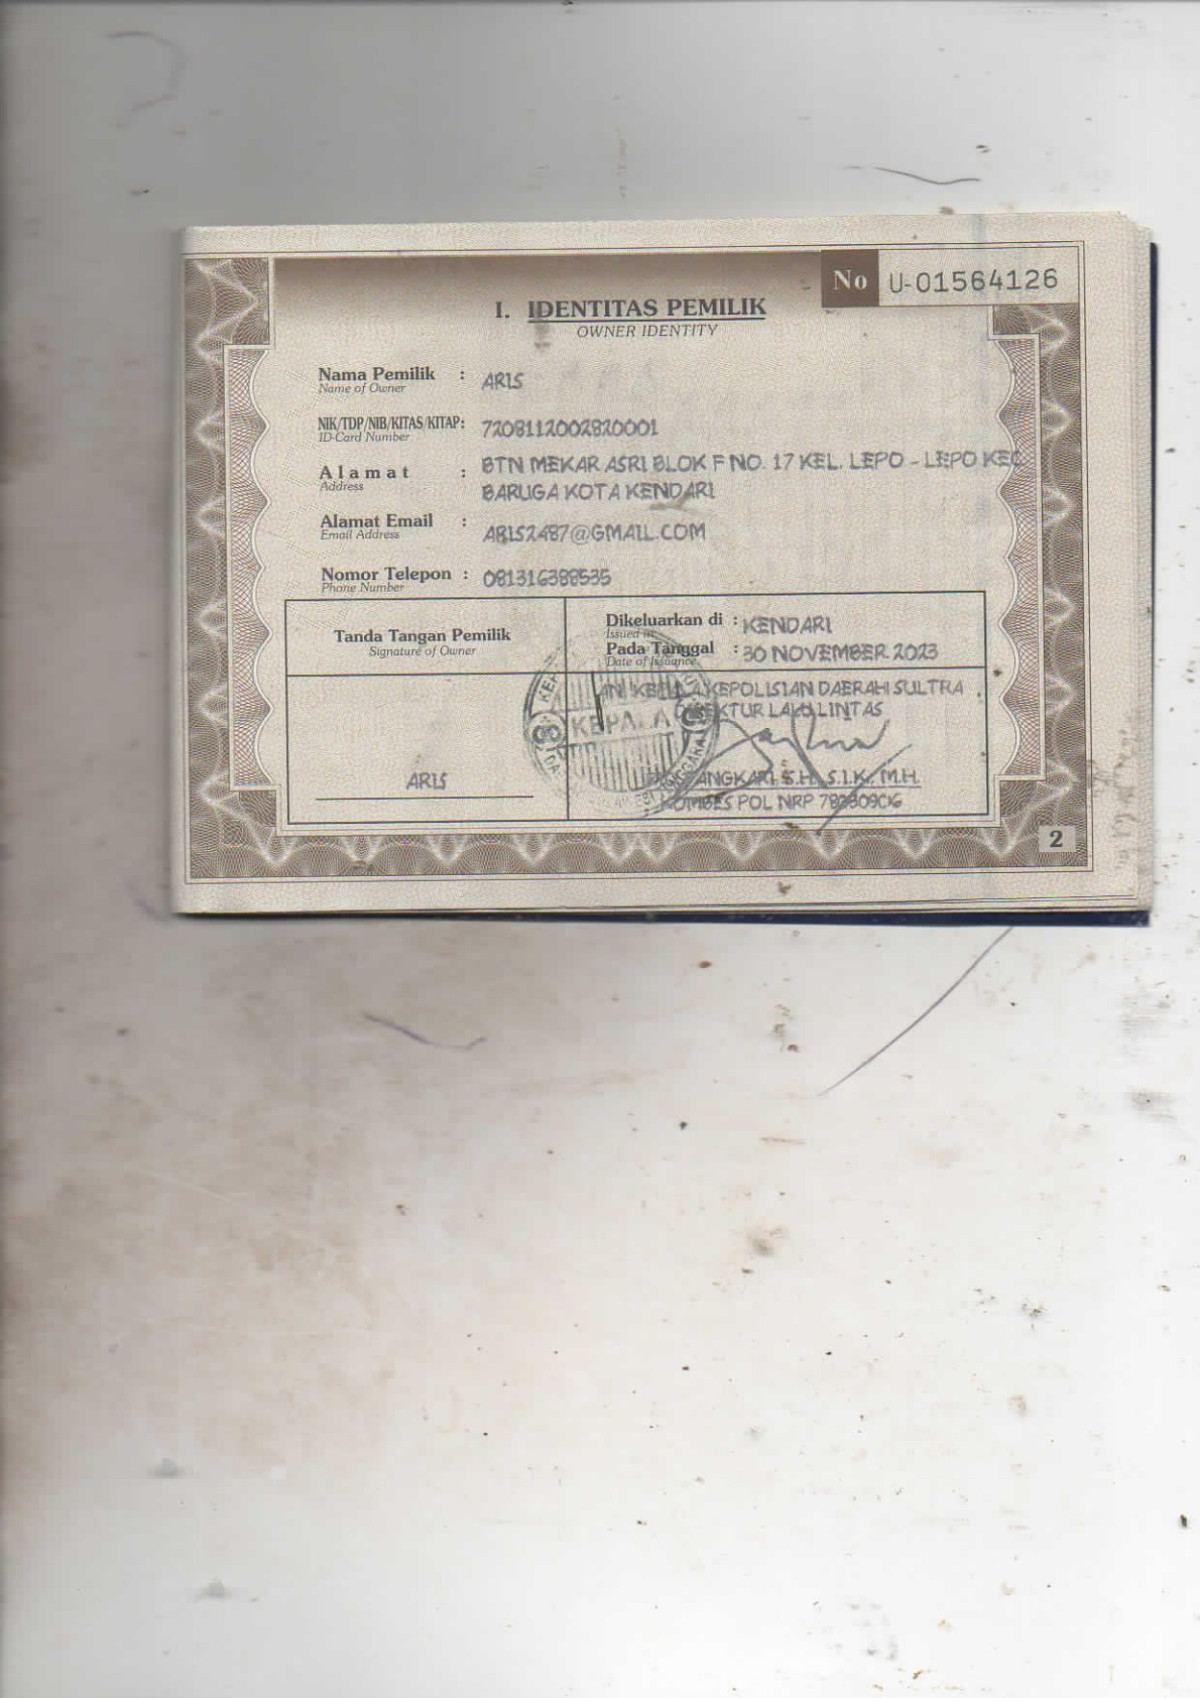 No U-01564126
I. IDENTITAS PEMILIK
OWNER IDENTITY
Nama Pemilik : ARIS
Name of Owner
NIK/TDP/NIB/KITAS/KITAP: 7208112002820001
ID-Card Number
Alamat : BTN MEKAR ASRI BLOK F NO. 17 KEL. LEPO - LEPO KEC
Address
BARUGA KOTA KENDARI
Alamat Email : ARIS2487@GMAIL.COM
Email Address
Nomor Telepon : 081316388535
Phone Number
Tanda Tangan Pemilik
Signature of Owner
Dikeluarkan di : KENDARI
Issued in
Pada Tanggal : 30 NOVEMBER 2023
Date of Issuance
KEPOLISIAN DAERAH SULTRA
LALU LINTAS
KEPALA
ARIS
S.H., S.I.K., M.H.
KOMBES POL NRP
2